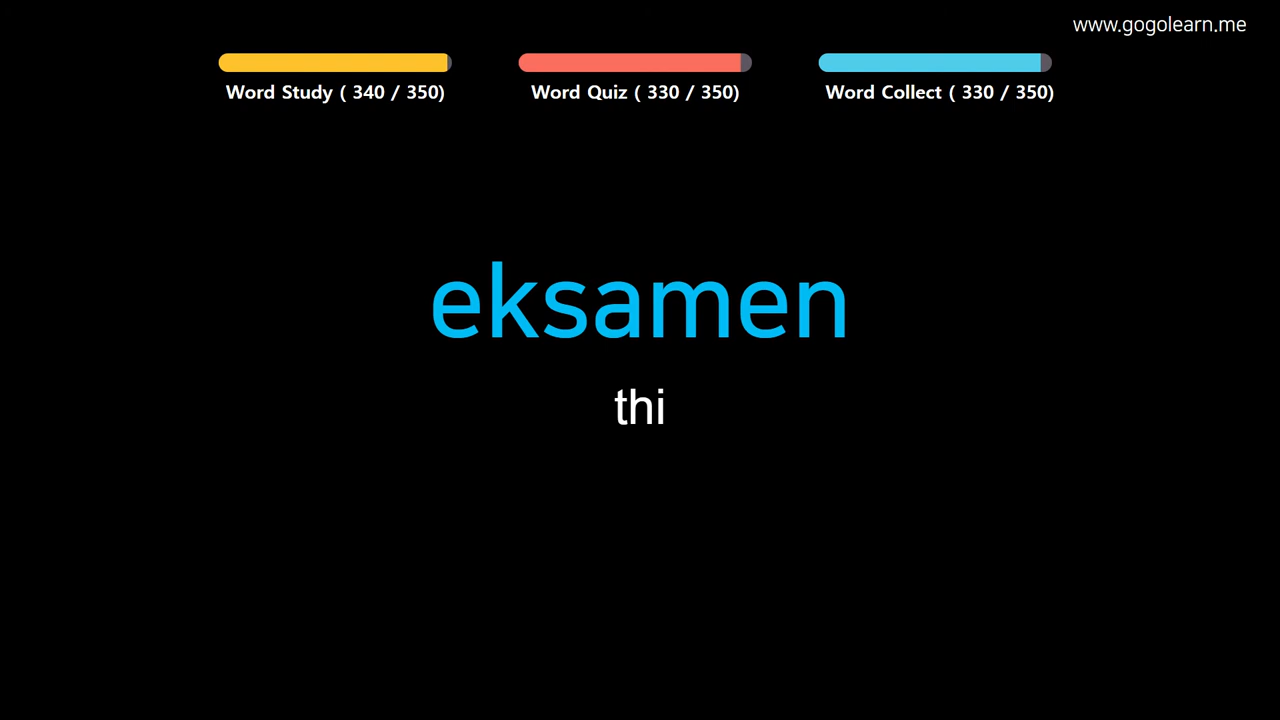 www.gogolearn.me
Word Study ( 340 / 350)
Word Quiz ( 330 / 350)
Word Collect ( 330 / 350)
eksamen
thi